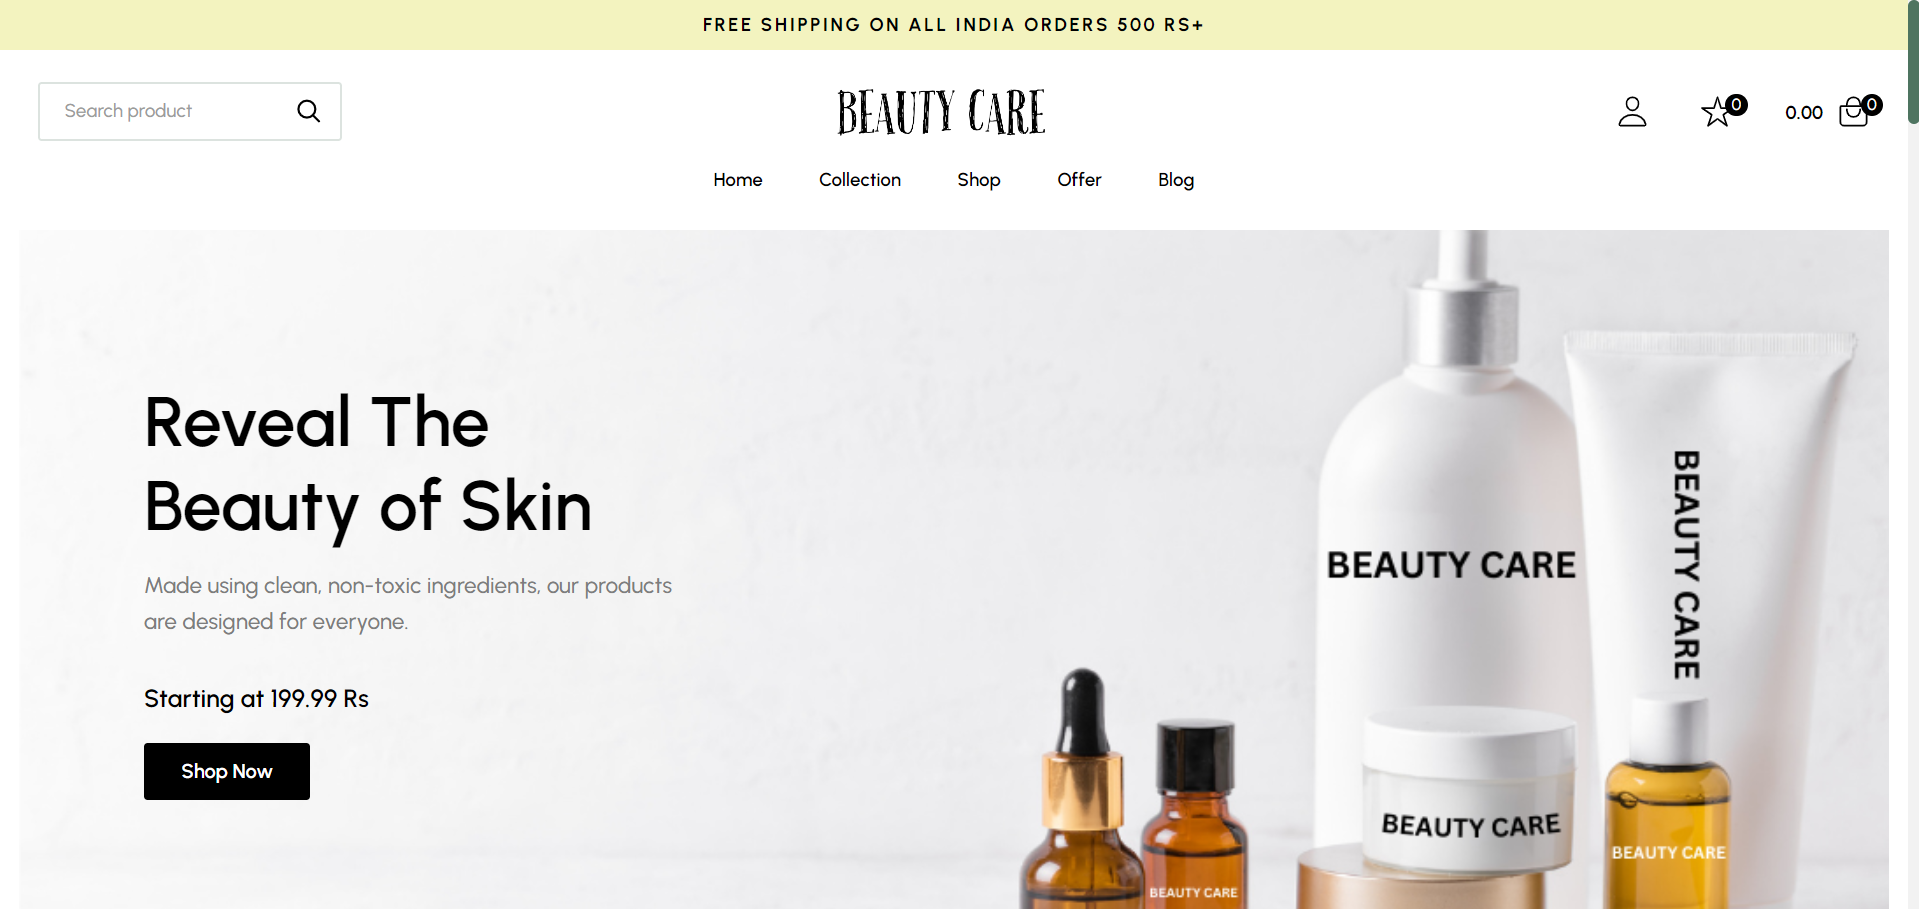 FREE SHIPPING ON ALL INDIA ORDERS 500 RS+
Search product
BEAUTY CARE
0
0.00
0
Home
Collection
Shop
Offer
Blog
Reveal The
Beauty of Skin
Made using clean, non-toxic ingredients, our products
are designed for everyone.
Starting at 199.99 Rs
Shop Now
BEAUTY CARE
BEAUTY CARE
BEAUTY CARE
BEAUTY CARE
BEAUTY CARE